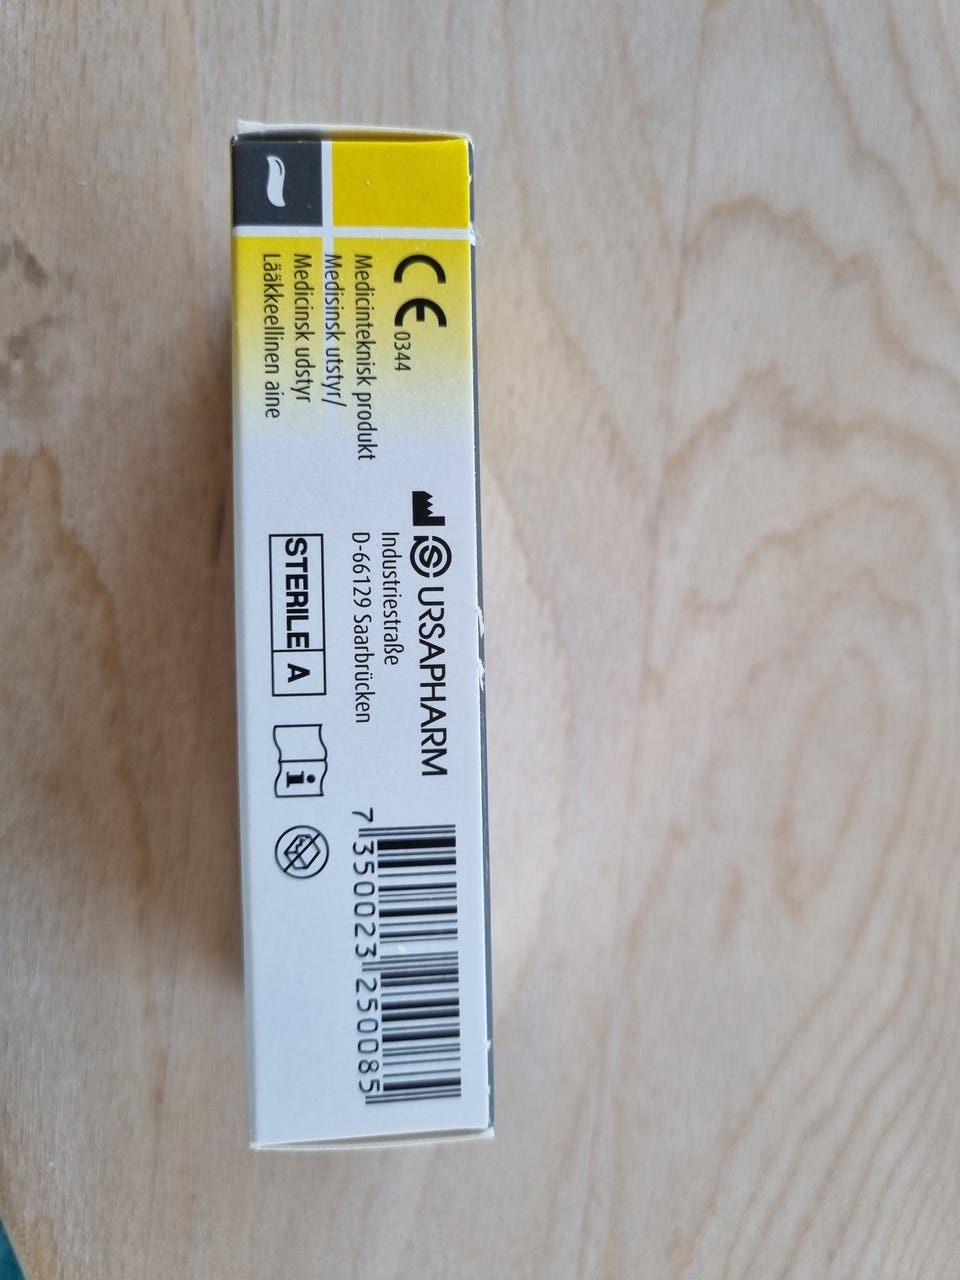 CE 0344
Medicinteknisk produkt
Medisinsk utstyr/
Medicinsk udstyr
Lääkkeellinen aine
URSAPHARM
Industriestraße
D-66129 Saarbrücken
STERILE A
i
7 350023 250085